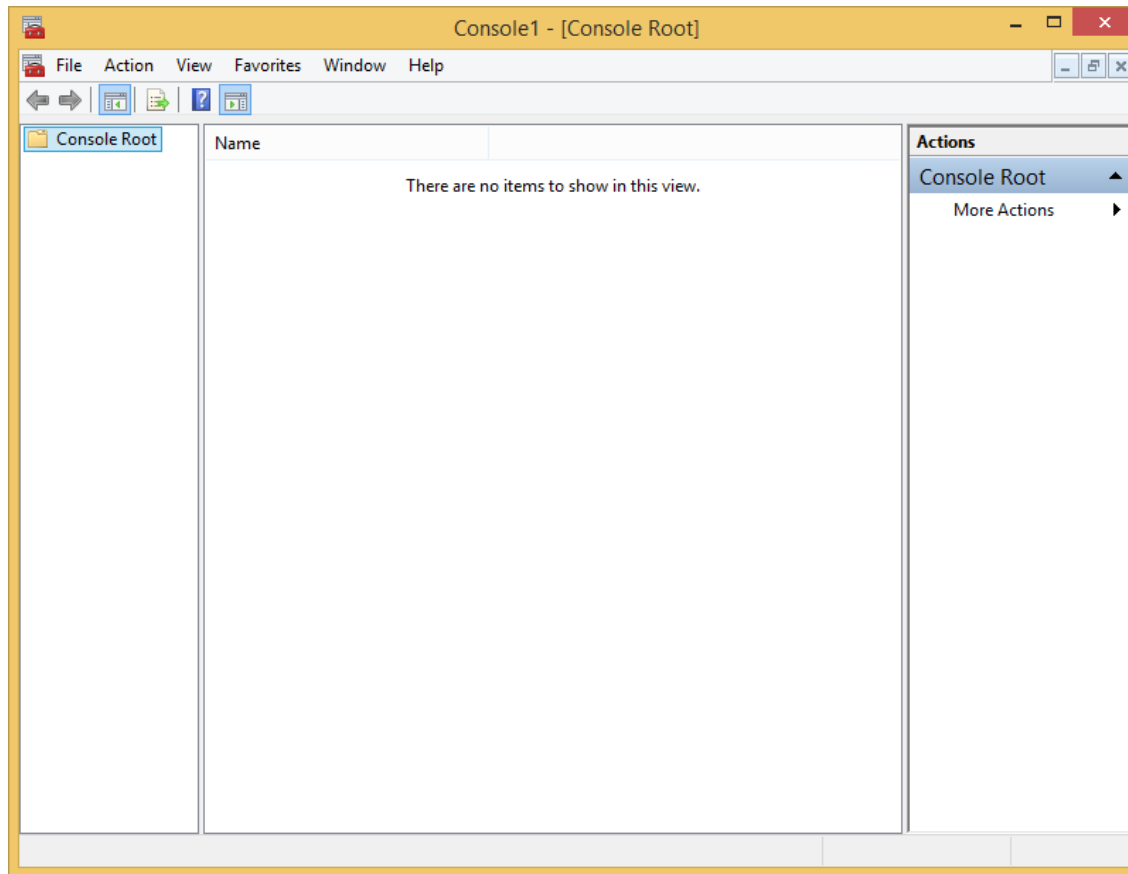 Console1 - [Console Root]
File Action View Favorites Window Help
Console Root
Name
There are no items to show in this view.
Actions
Console Root
More Actions